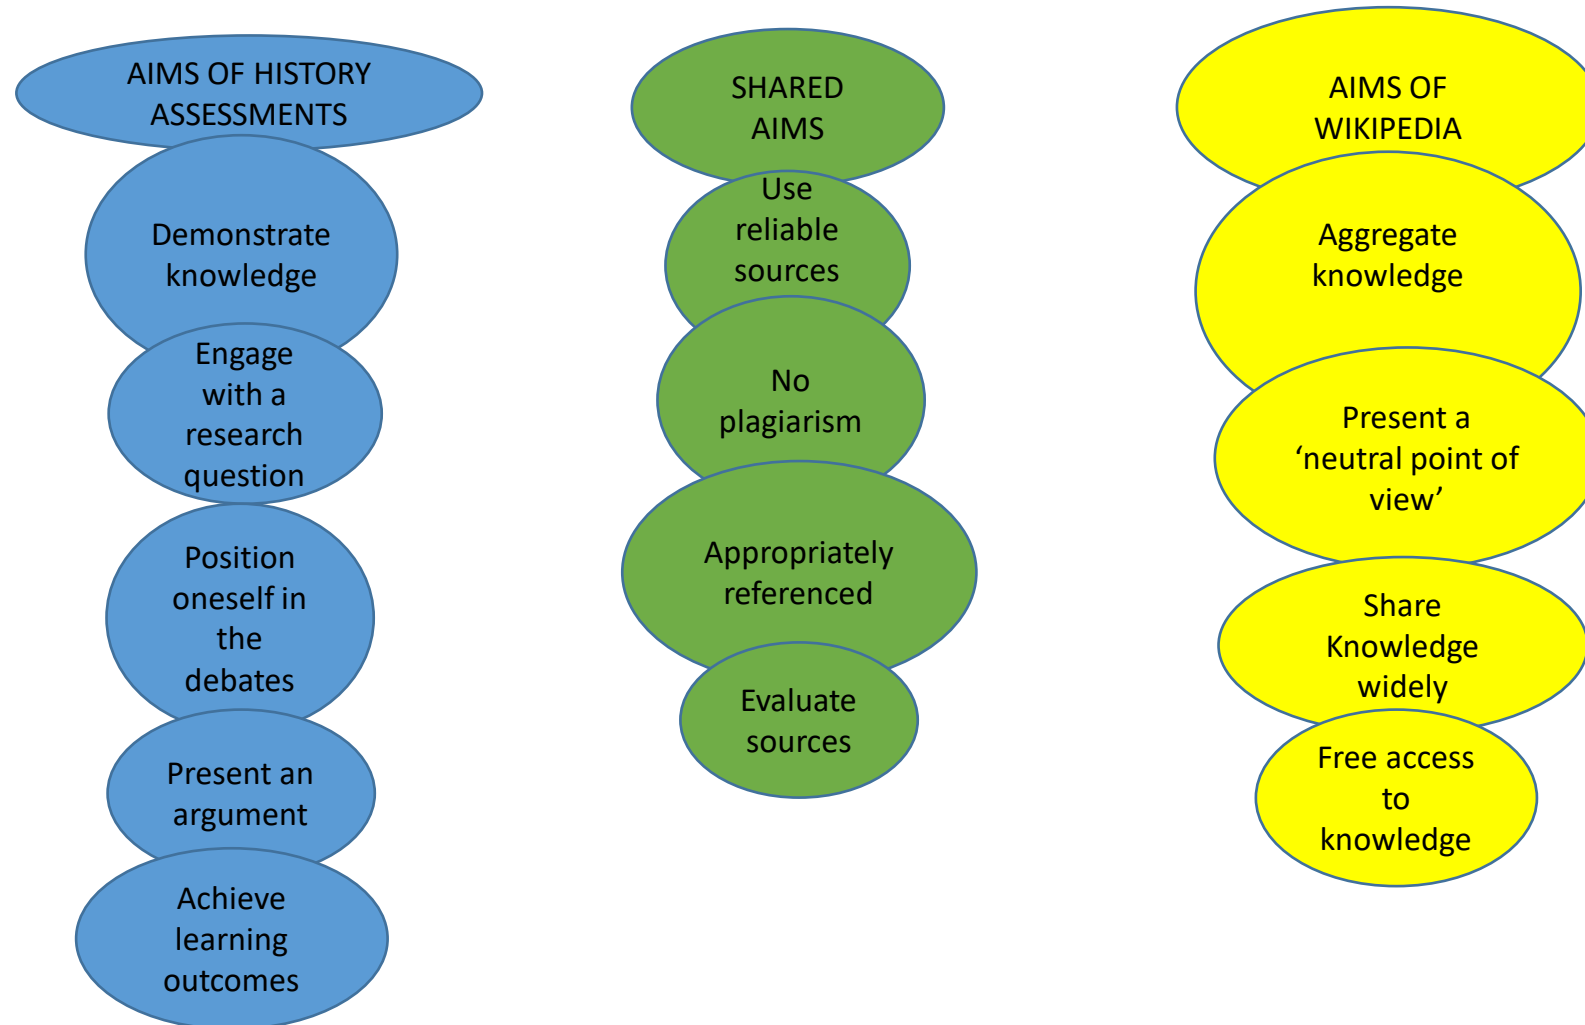 AIMS OF HISTORY
ASSESSMENTS
Demonstrate
knowledge
Engage
with a
research
question
Position
oneself in
the
debates
Present an
argument
Achieve
learning
outcomes
SHARED
AIMS
Use
reliable
sources
No
plagiarism
Appropriately
referenced
Evaluate
sources
AIMS OF
WIKIPEDIA
Aggregate
knowledge
Present a
‘neutral point of
view’
Share
Knowledge
widely
Free access
to
knowledge